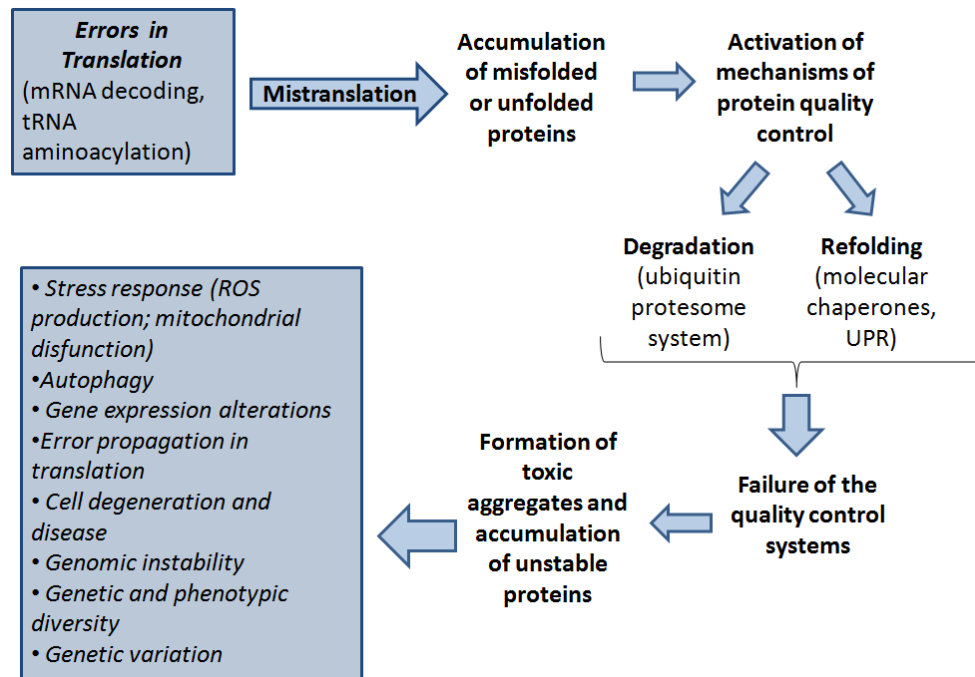 Errors in
Translation
(mRNA decoding,
tRNA
aminoacylation)
Mistranslation
Accumulation
of misfolded
or unfolded
proteins
Activation of
mechanisms of
protein quality
control
Degradation
(ubiquitin
protesome
system)
Refolding
(molecular
chaperones,
UPR)
Failure of the
quality control
systems
Formation of
toxic
aggregates and
accumulation
of unstable
proteins
• Stress response (ROS
production; mitochondrial
disfunction)
•Autophagy
• Gene expression alterations
•Error propagation in
translation
• Cell degeneration and
disease
• Genomic instability
• Genetic and phenotypic
diversity
• Genetic variation